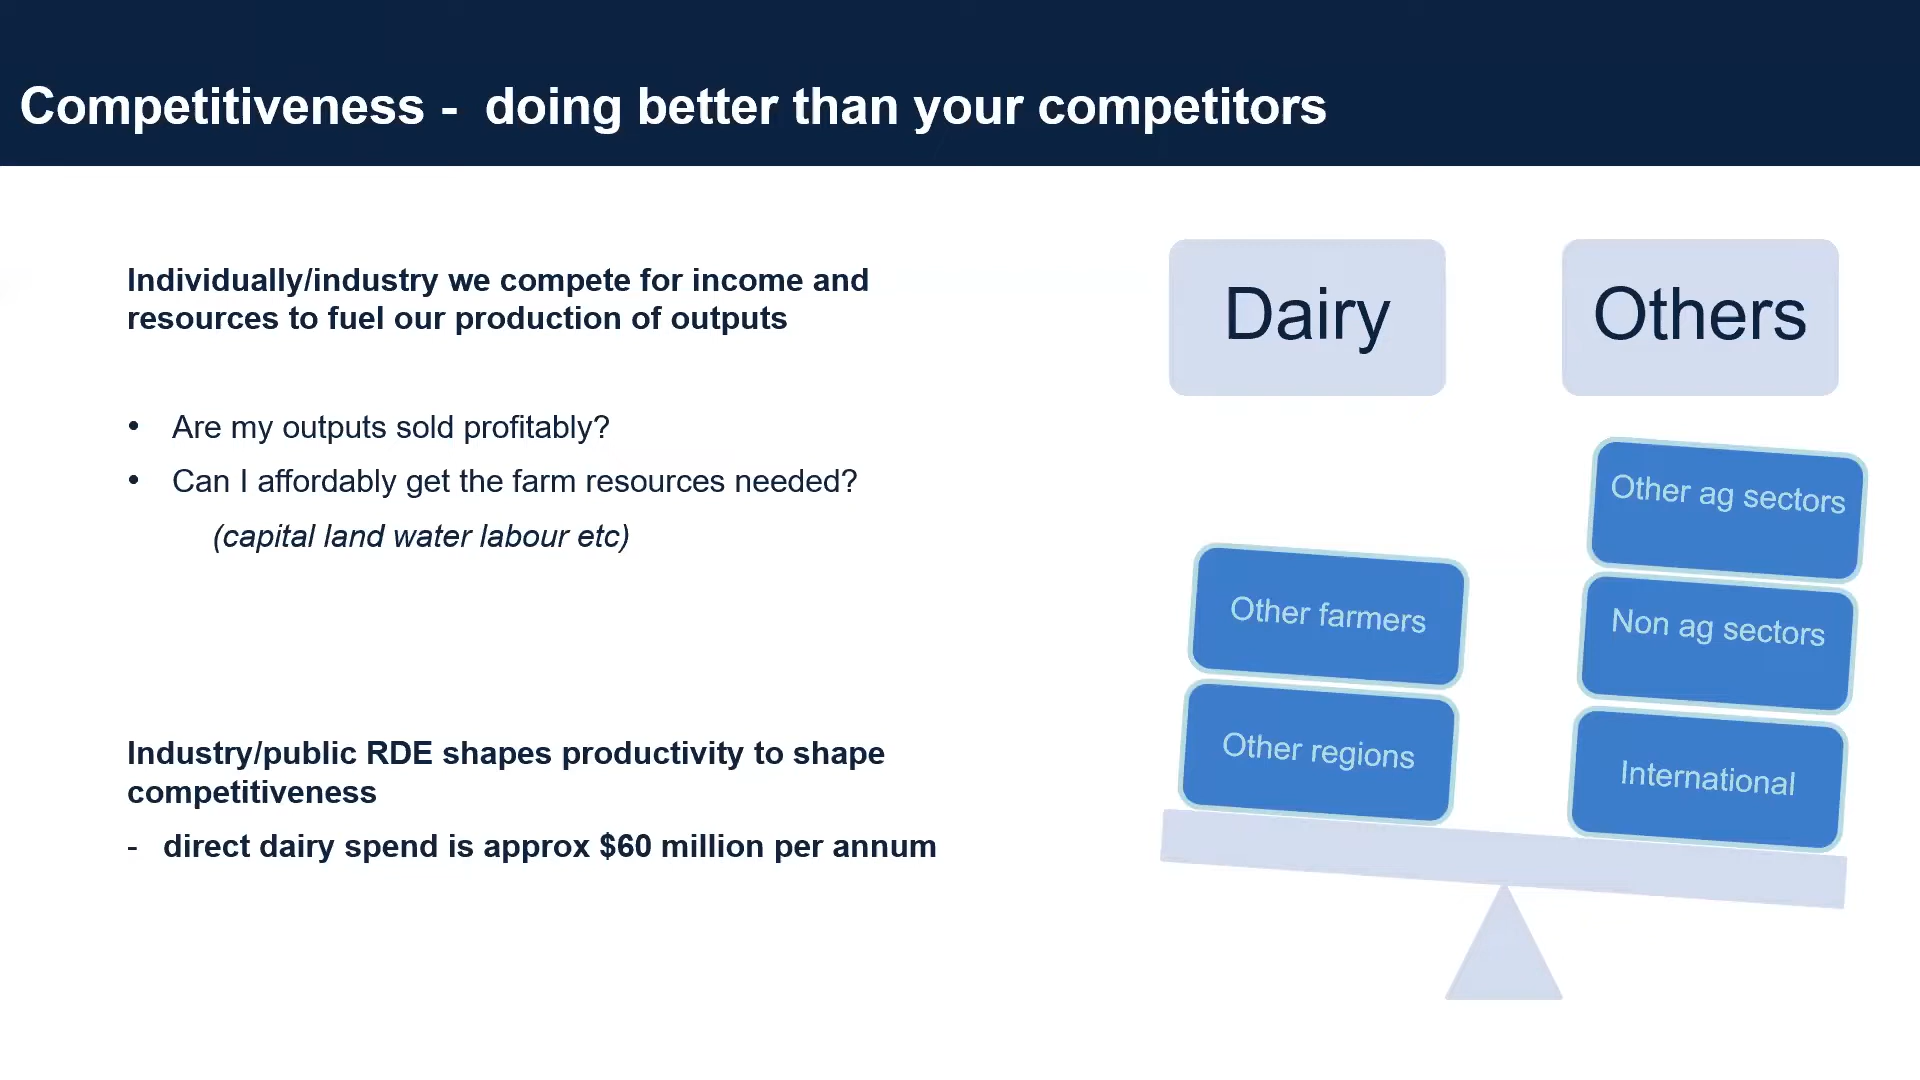 Competitiveness -  doing better than your competitors
Individually/industry we compete for income and
resources to fuel our production of outputs
• Are my outputs sold profitably?
• Can I affordably get the farm resources needed?
(capital land water labour etc)
Industry/public RDE shapes productivity to shape
competitiveness
- direct dairy spend is approx $60 million per annum
Dairy
Others
Other ag sectors
Other farmers
Non ag sectors
Other regions
International